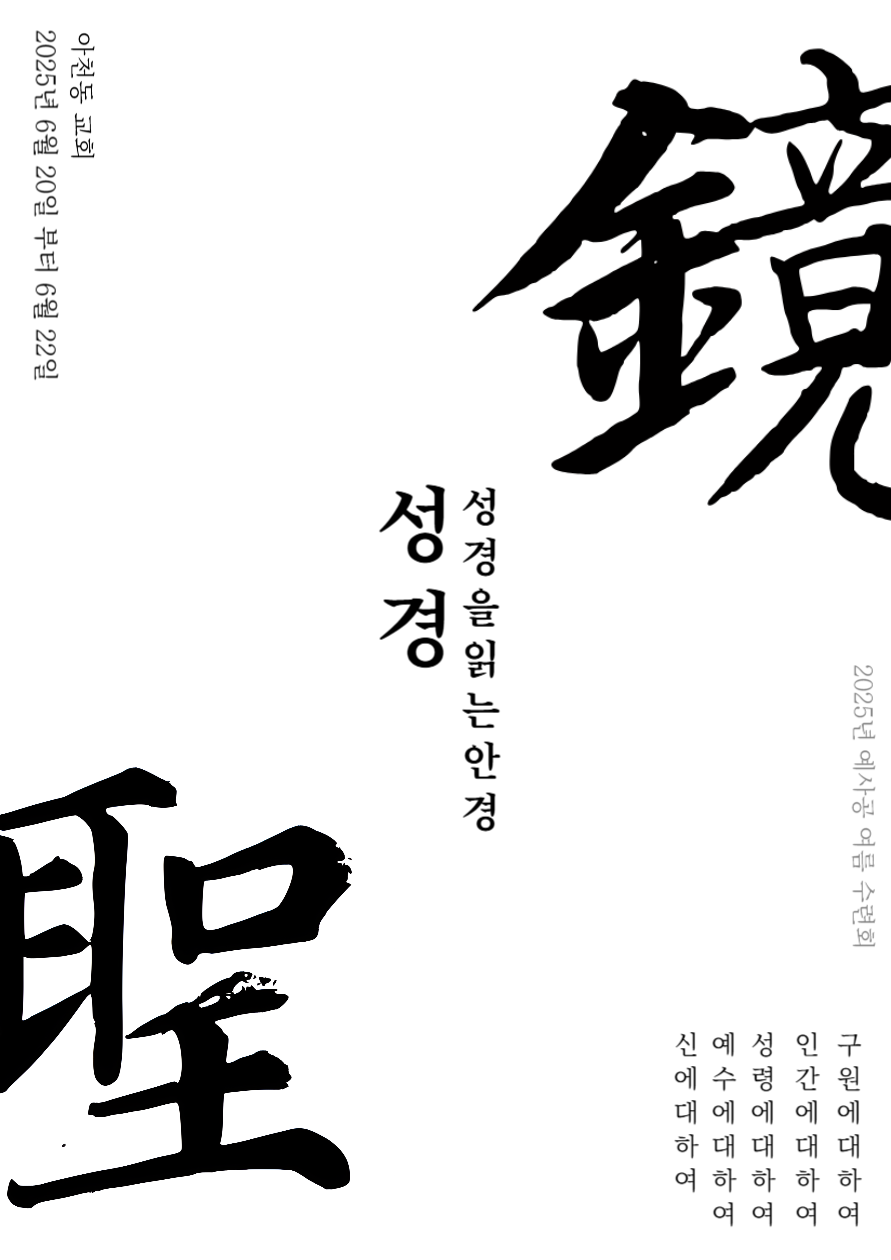 아천동 교회
2025년 6월 20일 부터 6월 22일
鏡
성경을읽는안경
성경
2025년 예사공 여름 수련회
聖
구원에대하여
인간에대하여
성령에대하여
예수에대하여
신에대하여